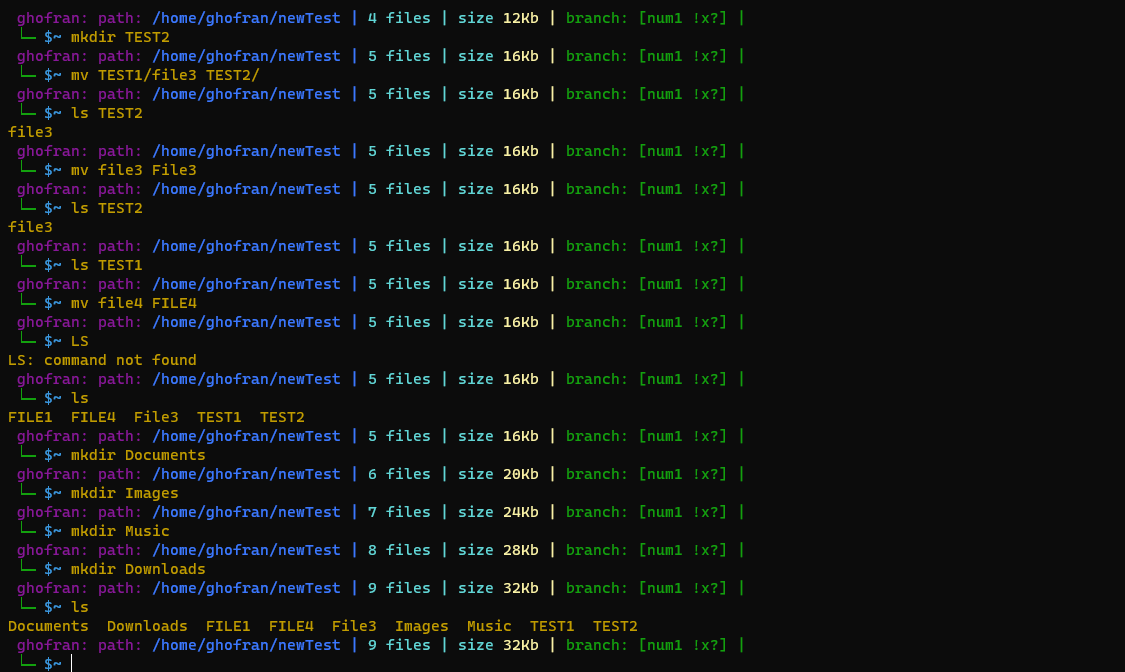 ghofran: path: /home/ghofran/newTest | 4 files | size 12Kb | branch: [num1 !x?] |
└─ $~ mkdir TEST2
ghofran: path: /home/ghofran/newTest | 5 files | size 16Kb | branch: [num1 !x?] |
└─ $~ mv TEST1/file3 TEST2/
ghofran: path: /home/ghofran/newTest | 5 files | size 16Kb | branch: [num1 !x?] |
└─ $~ ls TEST2
file3
ghofran: path: /home/ghofran/newTest | 5 files | size 16Kb | branch: [num1 !x?] |
└─ $~ mv file3 File3
ghofran: path: /home/ghofran/newTest | 5 files | size 16Kb | branch: [num1 !x?] |
└─ $~ ls TEST2
file3
ghofran: path: /home/ghofran/newTest | 5 files | size 16Kb | branch: [num1 !x?] |
└─ $~ ls TEST1
ghofran: path: /home/ghofran/newTest | 5 files | size 16Kb | branch: [num1 !x?] |
└─ $~ mv file4 FILE4
ghofran: path: /home/ghofran/newTest | 5 files | size 16Kb | branch: [num1 !x?] |
└─ $~ LS
LS: command not found
ghofran: path: /home/ghofran/newTest | 5 files | size 16Kb | branch: [num1 !x?] |
└─ $~ ls
FILE1  FILE4  File3  TEST1  TEST2
ghofran: path: /home/ghofran/newTest | 5 files | size 16Kb | branch: [num1 !x?] |
└─ $~ mkdir Documents
ghofran: path: /home/ghofran/newTest | 6 files | size 20Kb | branch: [num1 !x?] |
└─ $~ mkdir Images
ghofran: path: /home/ghofran/newTest | 7 files | size 24Kb | branch: [num1 !x?] |
└─ $~ mkdir Music
ghofran: path: /home/ghofran/newTest | 8 files | size 28Kb | branch: [num1 !x?] |
└─ $~ mkdir Downloads
ghofran: path: /home/ghofran/newTest | 9 files | size 32Kb | branch: [num1 !x?] |
└─ $~ ls
Documents  Downloads  FILE1  FILE4  File3  Images  Music  TEST1  TEST2
ghofran: path: /home/ghofran/newTest | 9 files | size 32Kb | branch: [num1 !x?] |
└─ $~